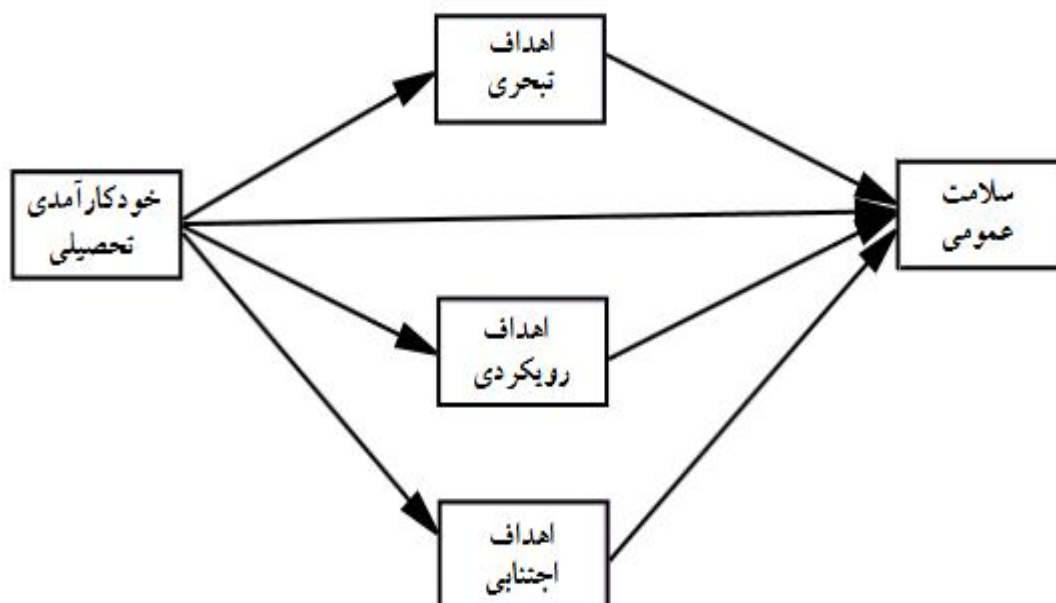 اهداف
تبحری
خودکارآمدی
تحصیلی
سلامت
عمومی
اهداف
رویکردی
اهداف
اجتنابی